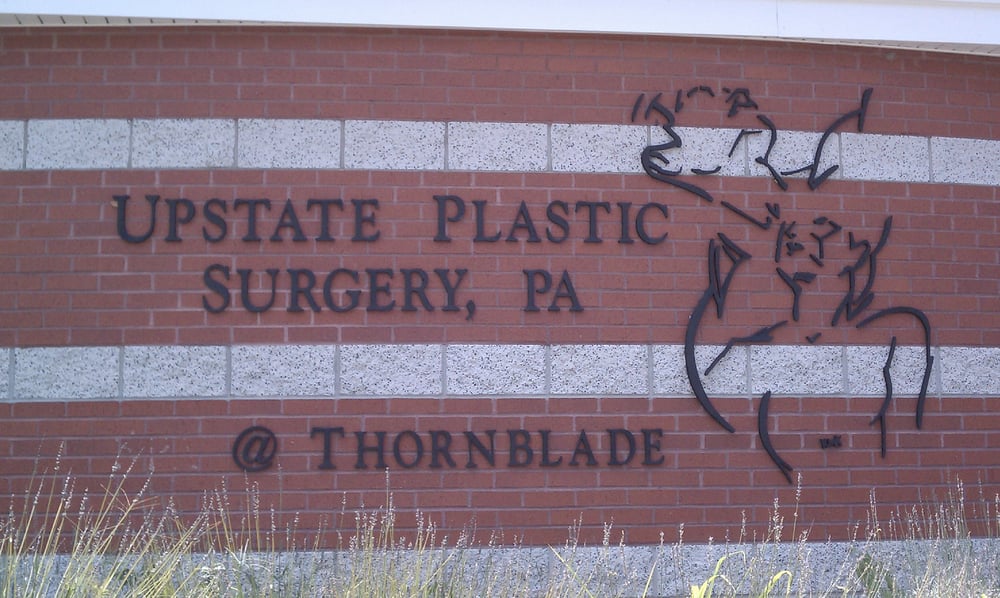 UPSTATE PLASTIC
SURGERY, PA
@ THORNBLADE